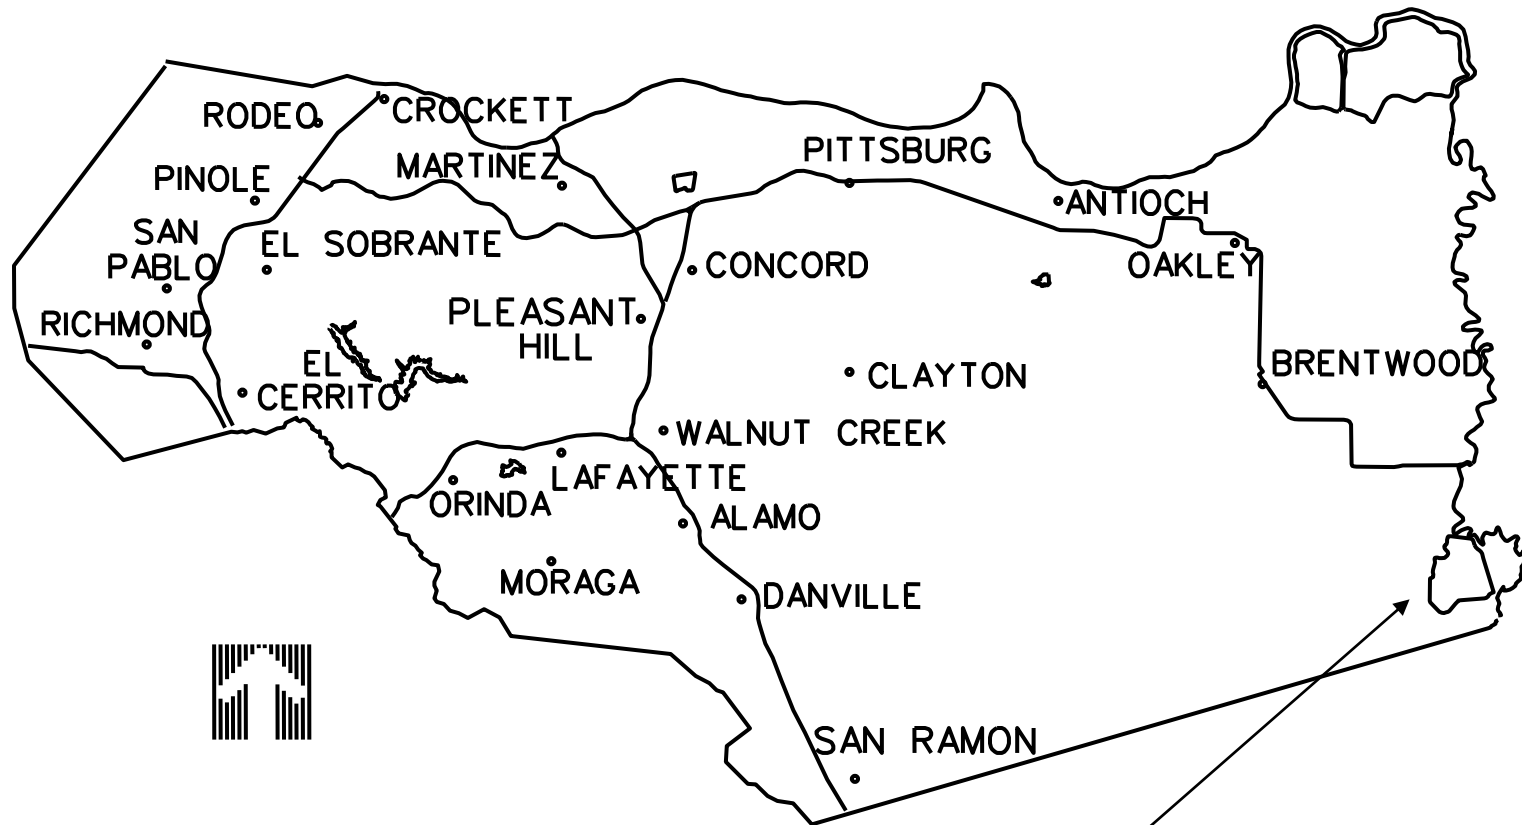 CROCKETT
RODEO
PITTSBURG
MARTINEZ
PINOLE
ANTIOCH
SAN
PABLO
EL SOBRANTE
CONCORD
OAKLEY
PLEASANT
HILL
RICHMOND
EL
CERRITO
BRENTWOOD
CLAYTON
WALNUT CREEK
LAFAYETTE
ORINDA
ALAMO
MORAGA
DANVILLE
SAN RAMON